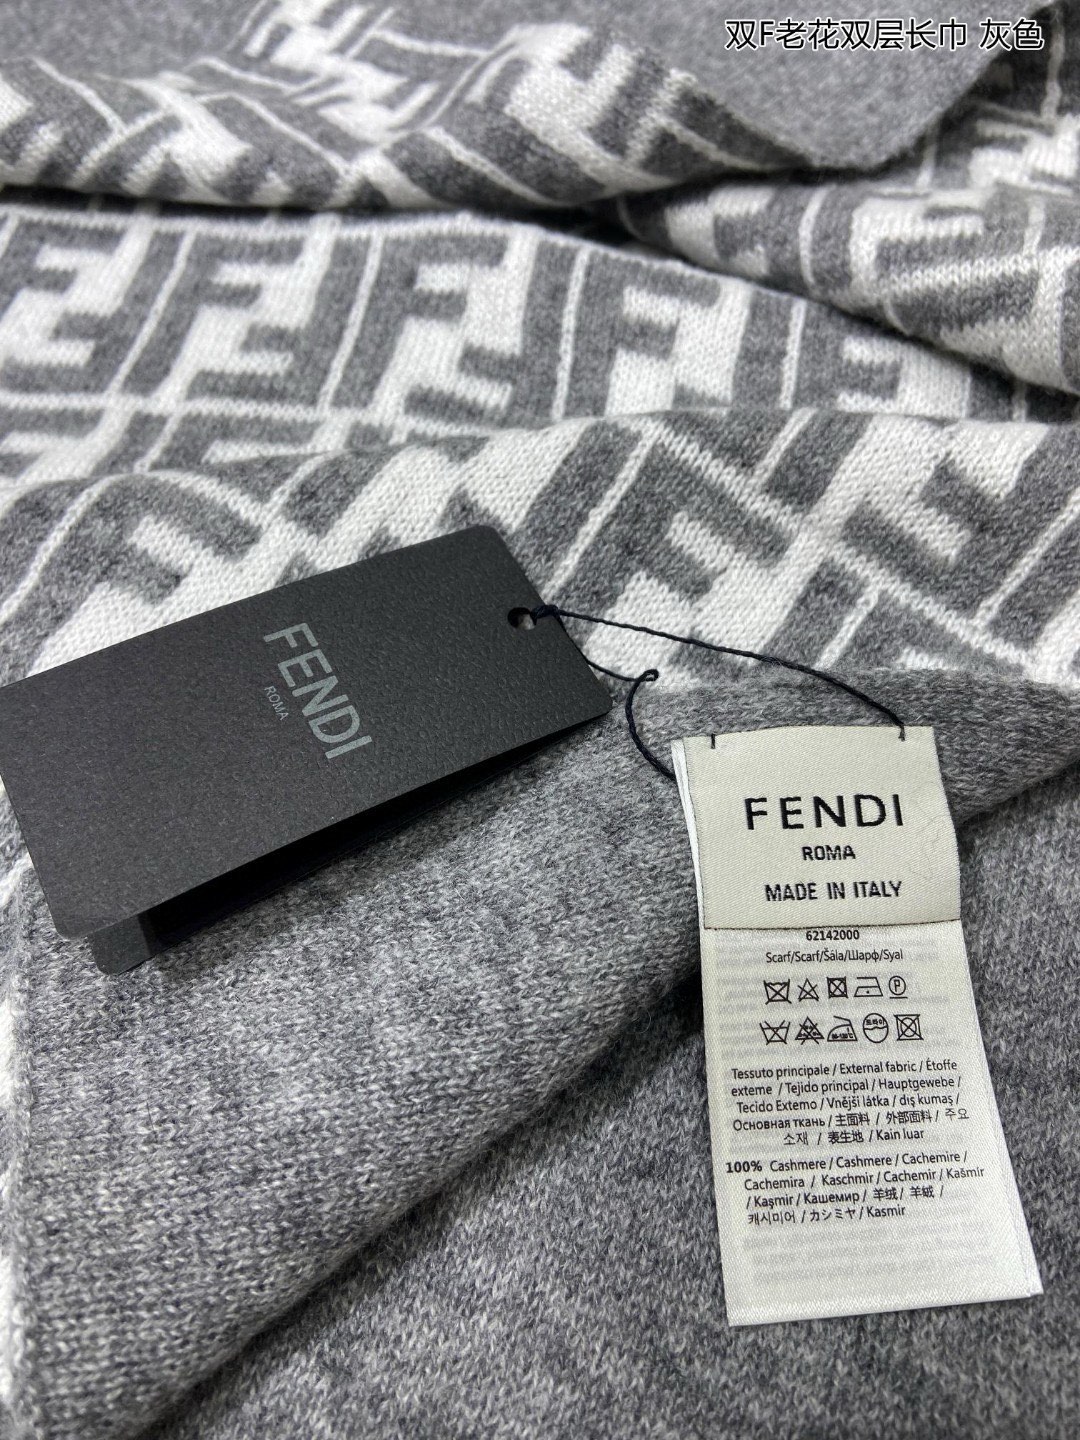 双F老花双层长巾 灰色
FENDI
ROMA
FENDI
ROMA
MADE IN ITALY
62142000
Scarf/Scarf/Šála/Шарф/Syal
Tessuto principale / External fabric / Étoffe
exteme / Tejido principal / Hauptgewebe /
Tecido Extemo / Vnější látka / dış kumaş /
Основная ткань / 主面料 / 外部面料 / 주요
소재 / 表生地 / Kain luar
100% Cashmere / Cashmere / Cachemire /
Cachemira / Kaschmir / Cachemir / Kašmir
/ Kaşmir / Кашемир / 羊绒 / 羊絨 /
캐시미어 / カシミヤ / Kasmir